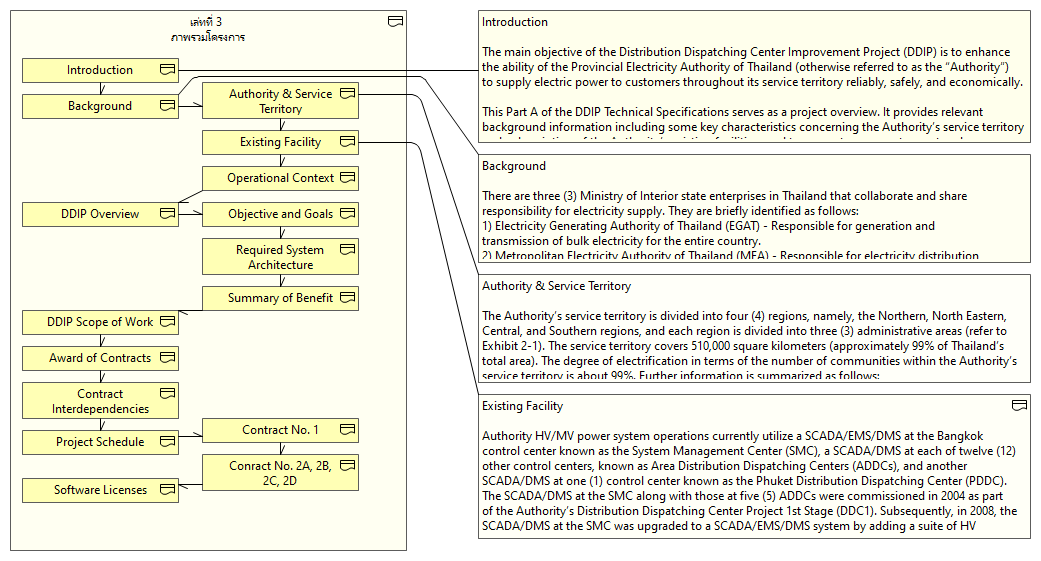 เล่ที่ 3
ภาพรวมโครงการ
Introduction
Background
Authority & Service
Territory
Existing Facility
Operational Context
DDIP Overview
Objective and Goals
Required System
Architecture
Summary of Benefit
DDIP Scope of Work
Award of Contracts
Contract
Interdependencies
Project Schedule
Contract No. 1
Conract No. 2A, 2B,
2C, 2D
Software Licenses
Introduction
The main objective of the Distribution Dispatching Center Improvement Project (DDIP) is to enhance
the ability of the Provincial Electricity Authority of Thailand (otherwise referred to as the “Authority”)
to supply electric power to customers throughout its service territory reliably, safely, and economically.
This Part A of the DDIP Technical Specifications serves as a project overview. It provides relevant
background information including some key characteristics concerning the Authority’s service territory
Background
There are three (3) Ministry of Interior state enterprises in Thailand that collaborate and share
responsibility for electricity supply. They are briefly identified as follows:
1) Electricity Generating Authority of Thailand (EGAT) - Responsible for generation and
transmission of bulk electricity for the entire country.
2) Metropolitan Electricity Authority of Thailand (MEA) - Responsible for electricity distribution
Authority & Service Territory
The Authority’s service territory is divided into four (4) regions, namely, the Northern, North Eastern,
Central, and Southern regions, and each region is divided into three (3) administrative areas (refer to
Exhibit 2-1). The service territory covers 510,000 square kilometers (approximately 99% of Thailand’s
total area). The degree of electrification in terms of the number of communities within the Authority’s
service territory is about 99%. Further information is summarized as follows:
Existing Facility
Authority HV/MV power system operations currently utilize a SCADA/EMS/DMS at the Bangkok
control center known as the System Management Center (SMC), a SCADA/DMS at each of twelve (12)
other control centers, known as Area Distribution Dispatching Centers (ADDCs), and another
SCADA/DMS at one (1) control center known as the Phuket Distribution Dispatching Center (PDDC).
The SCADA/DMS at the SMC along with those at five (5) ADDCs were commissioned in 2004 as part
of the Authority’s Distribution Dispatching Center Project 1st Stage (DDC1). Subsequently, in 2008, the
SCADA/DMS at the SMC was upgraded to a SCADA/EMS/DMS system by adding a suite of HV